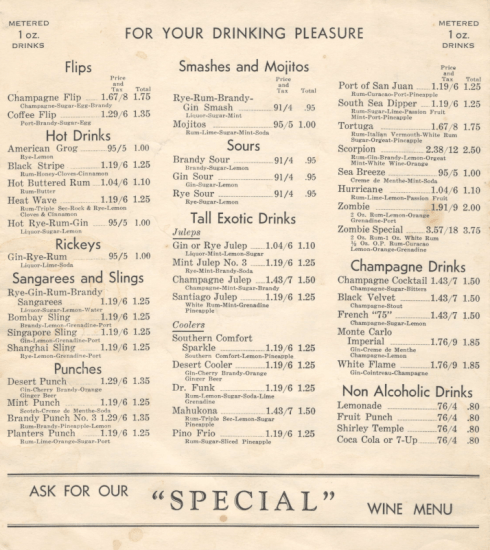 METERED
1 oz.
DRINKS
FOR YOUR DRINKING PLEASURE
METERED
1 oz.
DRINKS
Flips
Price and Tax Total
Champagne Flip 1.67/8 1.75
Champagne-Sugar-Egg-Brandy
Coffee Flip 1.29/6 1.35
Port-Brandy-Sugar-Egg
Hot Drinks
American Grog 95/5 1.00
Rye-Lemon
Black Stripe 1.19/6 1.25
Rum-Honey-Cloves-Cinnamon
Hot Buttered Rum 1.04/6 1.10
Rum-Butter
Heat Wave 1.19/6 1.25
Rum-Triple Sec-Rock & Rye-Lemon
Cloves & Cinnamon
Hot Rye-Rum-Gin 95/5 1.00
Liquor-Sugar-Lemon
Rickeys
Gin-Rye-Rum 95/5 1.00
Liquor-Lime-Soda
Sangarees and Slings
Rye-Gin-Rum-Brandy
Sangarees 1.19/6 1.25
Liquor-Sugar-Lemon-Water
Bombay Sling 1.19/6 1.25
Brandy-Lemon-Grenadine-Port
Singapore Sling 1.19/6 1.25
Gin-Lemon-Grenadine-Port
Shanghai Sling 1.19/6 1.25
Rye-Lemon-Grenadine-Port
Punches
Desert Punch 1.29/6 1.35
Gin-Cherry Brandy-Orange
Ginger Beer
Mint Punch 1.19/6 1.25
Scotch-Creme de Menthe-Soda
Brandy Punch No. 3 1.29/6 1.35
Rum-Brandy-Pineapple-Lemon
Planters Punch 1.19/6 1.25
Rum-Lime-Orange-Sugar-Port
Smashes and Mojitos
Price and Tax Total
Rye-Rum-Brandy-
Gin Smash 91/4 .95
Liquor-Sugar-Mint
Mojitos 95/5 1.00
Rum-Lime-Sugar-Mint-Soda
Sours
Brandy Sour 91/4 .95
Brandy-Sugar-Lemon
Gin Sour 91/4 .95
Gin-Sugar-Lemon
Rye Sour 91/4 .95
Rye-Sugar-Lemon
Tall Exotic Drinks
Juleps
Gin or Rye Julep 1.04/6 1.10
Liquor-Mint-Lemon-Sugar
Mint Julep No. 3 1.19/6 1.25
Rye-Mint-Brandy-Soda
Champagne Julep 1.43/7 1.50
Champagne-Mint-Sugar
Santiago Julep 1.19/6 1.25
White Rum-Mint-Grenadine
Pineapple
Coolers
Southern Comfort
Sparkle 1.19/6 1.25
Southern Comfort-Lemon-Pineapple
Desert Cooler 1.19/6 1.25
Gin-Cherry Brandy-Orange
Ginger Beer
Dr. Funk 1.19/6 1.25
Rum-Lemon-Sugar-Soda-Lime
Grenadine
Mahukona 1.43/7 1.50
Rum-Triple Sec-Lemon-Sugar
Pineapple
Pino Frio 1.19/6 1.25
Rum-Sugar-Sliced Pineapple
Price and Tax Total
Port of San Juan 1.19/6 1.25
Rum-Curacao-Port-Pineapple
South Sea Dipper 1.19/6 1.25
Rum-Sugar-Lime-Passion Fruit
Mint-Port-Pineapple
Tortuga 1.67/8 1.75
Rum-Italian Vermouth-White Rum
Sugar-Orgeat-Pineapple
Scorpion 2.38/12 2.50
Rum-Gin-Brandy-Lemon-Orgeat
Mint-White Wine-Orange
Sea Breeze 95/5 1.00
Creme de Menthe-Mint-Soda
Hurricane 1.04/6 1.10
Rum-Lime-Lemon-Passion Fruit
Zombie 1.91/9 2.00
2 Oz. Rum-Lemon-Orange
Grenadine-Port
Zombie Special 3.57/18 3.75
2 Oz. Rum-1 Oz. White Rum
½ Oz. O.P. Rum-Curacao
Lemon-Orange-Grenadine
Champagne Drinks
Champagne Cocktail 1.43/7 1.50
Champagne-Sugar-Bitters
Black Velvet 1.43/7 1.50
Champagne-Stout
French "75" 1.43/7 1.50
Champagne-Sugar-Lemon
Monte Carlo
Imperial 1.76/9 1.85
Gin-Creme de Menthe
Champagne-Lemon
White Flame 1.76/9 1.85
Gin-Cointreau-Champagne
Non Alcoholic Drinks
Lemonade 76/4 .80
Fruit Punch 76/4 .80
Shirley Temple 76/4 .80
Coca Cola or 7-Up 76/4 .80
ASK FOR OUR "SPECIAL" WINE MENU